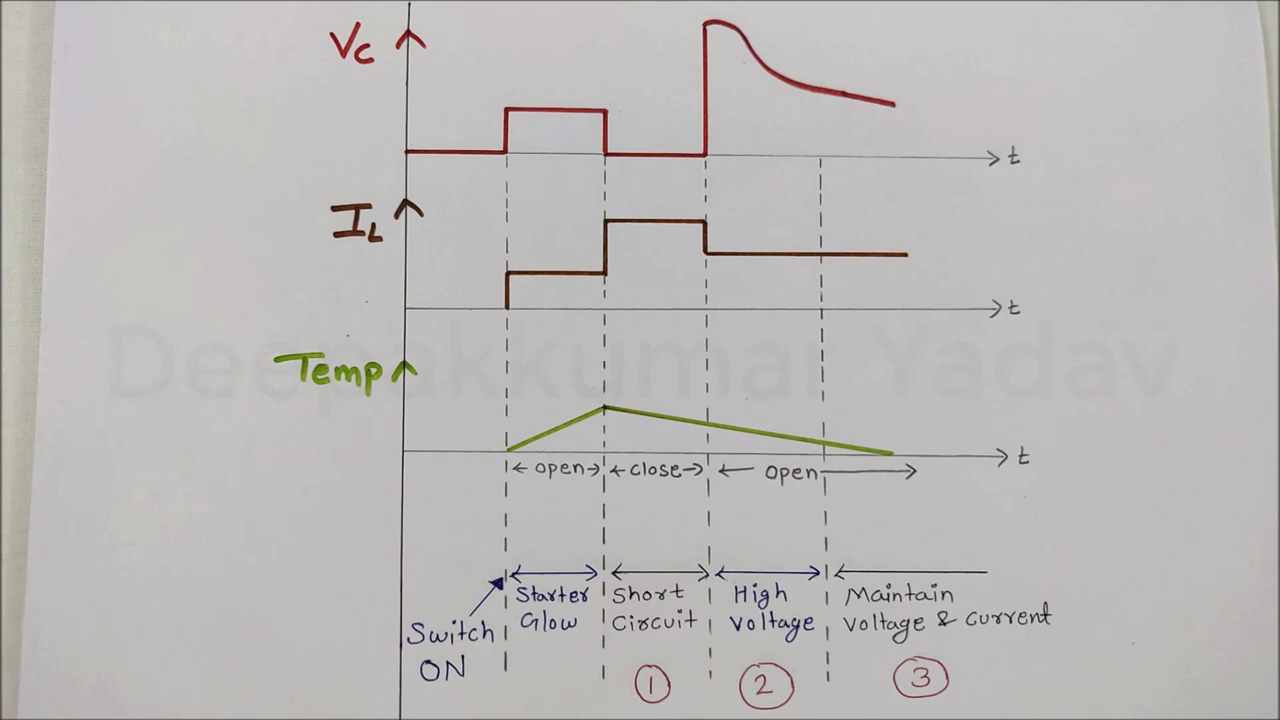 Vc
t
IL
t
Deepakkumar Yadav
Temp
t
open
close
open
Starter
Glow
Short
Circuit
High
Voltage
Maintain
Voltage & Current
Switch
ON
1
2
3